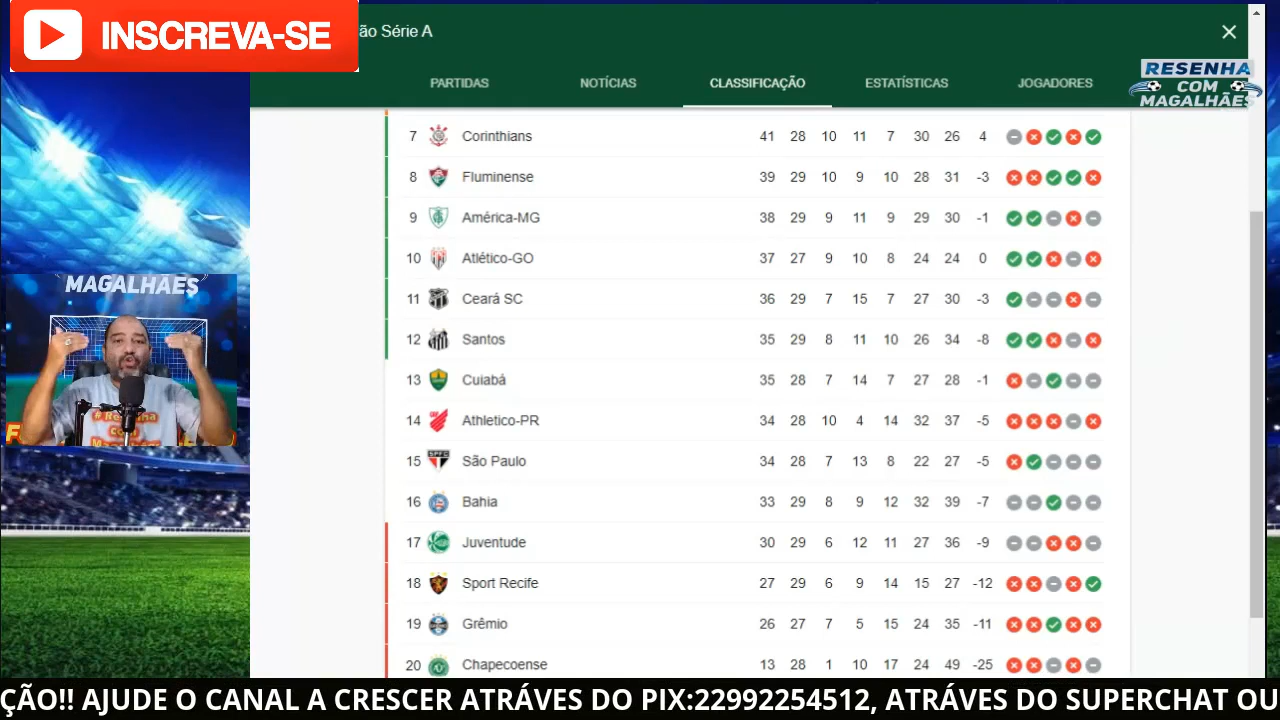 INSCREVA-SE
ão Série A
PARTIDAS NOTÍCIAS CLASSIFICAÇÃO ESTATÍSTICAS JOGADORES
RESENHA
COM
MAGALHÃES
7 Corinthians 41 28 10 11 7 30 26 4
8 Fluminense 39 29 10 9 10 28 31 -3
9 América-MG 38 29 9 11 9 29 30 -1
10 Atlético-GO 37 27 9 10 8 24 24 0
11 Ceará SC 36 29 7 15 7 27 30 -3
12 Santos 35 29 8 11 10 26 34 -8
13 Cuiabá 35 28 7 14 7 27 28 -1
14 Athletico-PR 34 28 10 4 14 32 37 -5
15 São Paulo 34 28 7 13 8 22 27 -5
16 Bahia 33 29 8 9 12 32 39 -7
17 Juventude 30 29 6 12 11 27 36 -9
18 Sport Recife 27 29 6 9 14 15 27 -12
19 Grêmio 26 27 7 5 15 24 35 -11
20 Chapecoense 13 28 1 10 17 24 49 -25
MAGALHÃES
# Resenha
com
ÇÃO!! AJUDE O CANAL A CRESCER ATRÁVES DO PIX:22992254512, ATRÁVES DO SUPERCHAT OU